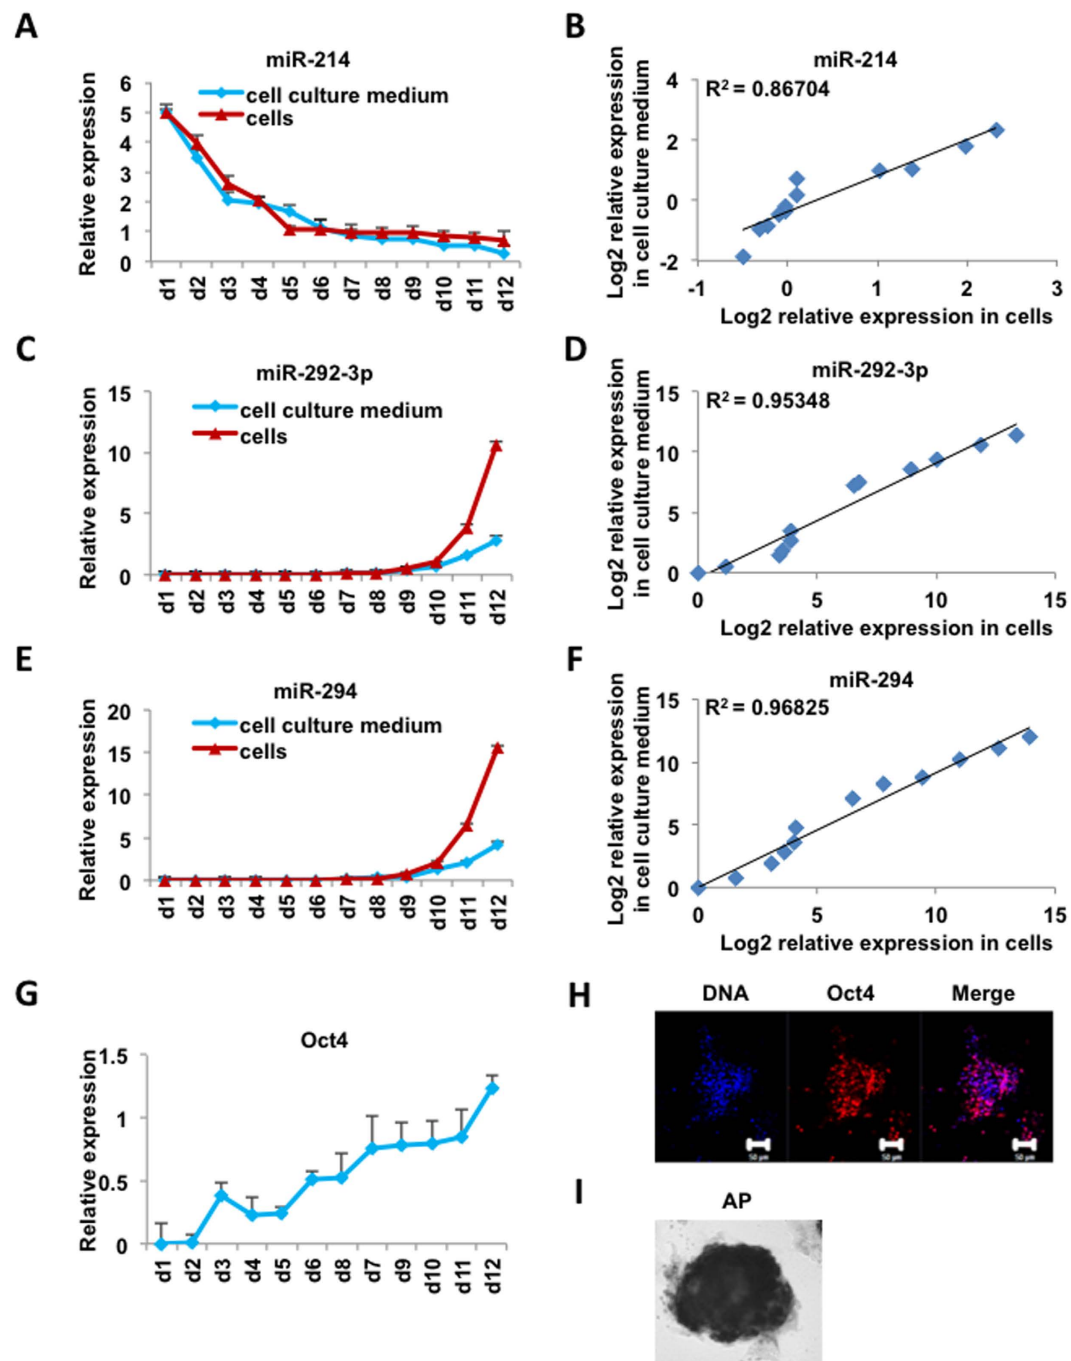 A
miR-214
Relative expression
6
5
4
3
2
1
0
cell culture medium
cells
d1 d2 d3 d4 d5 d6 d7 d8 d9 d10 d11 d12
B
miR-214
Log2 relative expression
in cell culture medium
R² = 0.86704
4
2
0
-2
-1 0 1 2 3
Log2 relative expression in cells
C
miR-292-3p
Relative expression
15
10
5
0
cell culture medium
cells
d1 d2 d3 d4 d5 d6 d7 d8 d9 d10 d11 d12
D
miR-292-3p
Log2 relative expression
in cell culture medium
R² = 0.95348
15
10
5
0
0 5 10 15
Log2 relative expression in cells
E
miR-294
Relative expression
20
15
10
5
0
cell culture medium
cells
d1 d2 d3 d4 d5 d6 d7 d8 d9 d10 d11 d12
F
miR-294
Log2 relative expression
in cell culture medium
R² = 0.96825
15
10
5
0
0 5 10 15
Log2 relative expression in cells
G
Oct4
Relative expression
1.5
1
0.5
0
d1 d2 d3 d4 d5 d6 d8 d7 d9 d10 d11 d12
H
DNA Oct4 Merge
50 µm 50 µm 50 µm
I
AP